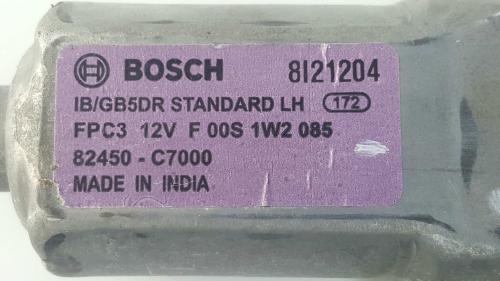 BOSCH 8I21204
IB/GB5DR STANDARD LH 172
FPC3 12V F 00S 1W2 085
82450 - C7000
MADE IN INDIA